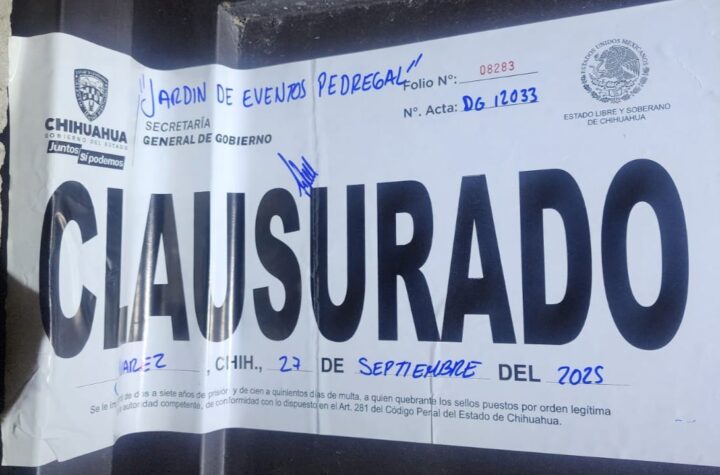 "JARDIN DE EVENTOS PEDREGAL"
Folio Nº: 08283
Nº. Acta: DG 12033
CHIHUAHUA
GOBIERNO DEL ESTADO
Juntos Sí podemos
SECRETARÍA
GENERAL DE GOBIERNO
ESTADOS UNIDOS MEXICANOS
ESTADO LIBRE Y SOBERANO
DE CHIHUAHUA
CLAUSURADO
, CHIH., 27 DE SEPTIEMBRE DEL 2025
de dos a siete años de prisión y de cien a quinientos días de multa, a quien quebrante los sellos puestos por orden legítima
autoridad competente, de conformidad con lo dispuesto en el Art. 281 del Código Penal del Estado de Chihuahua.